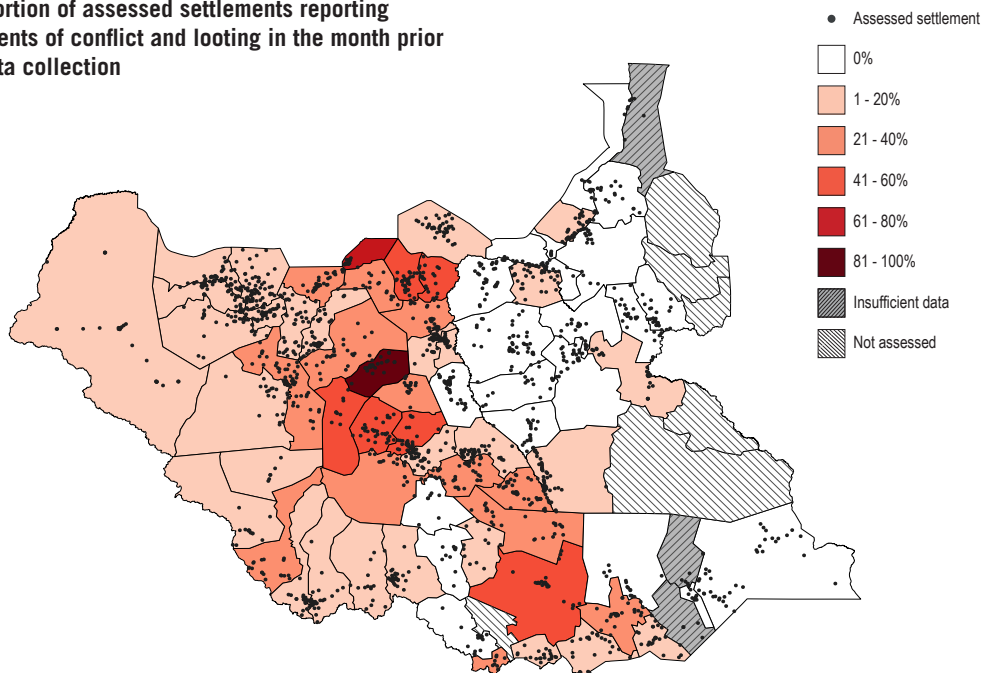 ortion of assessed settlements reporting
ents of conflict and looting in the month prior
ta collection
Assessed settlement
0%
1 - 20%
21 - 40%
41 - 60%
61 - 80%
81 - 100%
Insufficient data
Not assessed